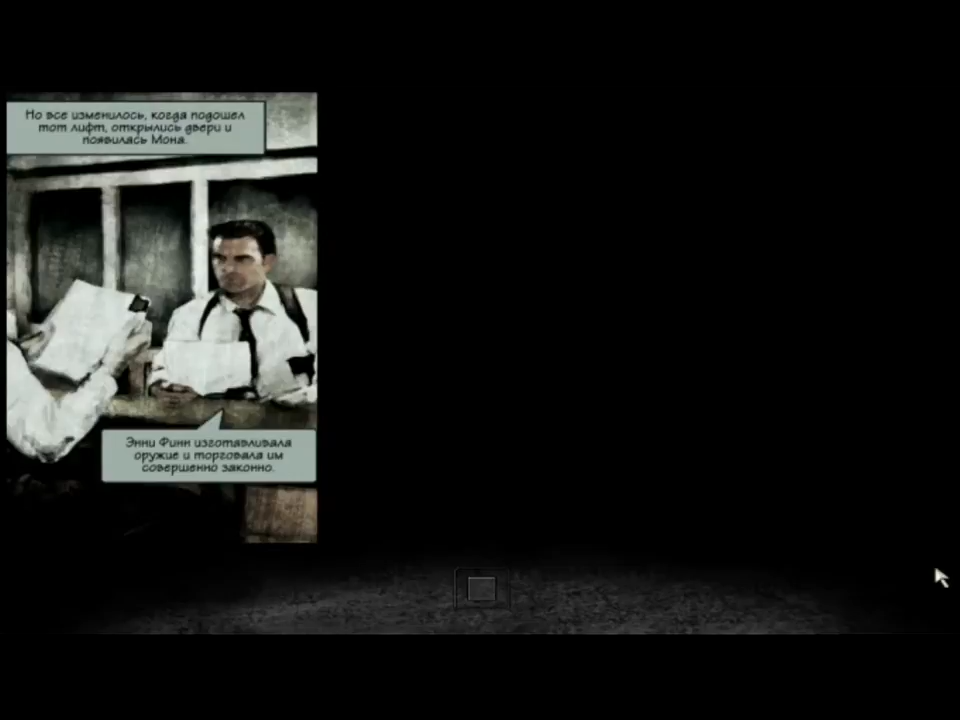 Но все изменилось, когда подошел
тот лифт, открылись двери и
появилась Мона.
Энни Финн изготавливала
оружие и торговала им
совершенно законно.